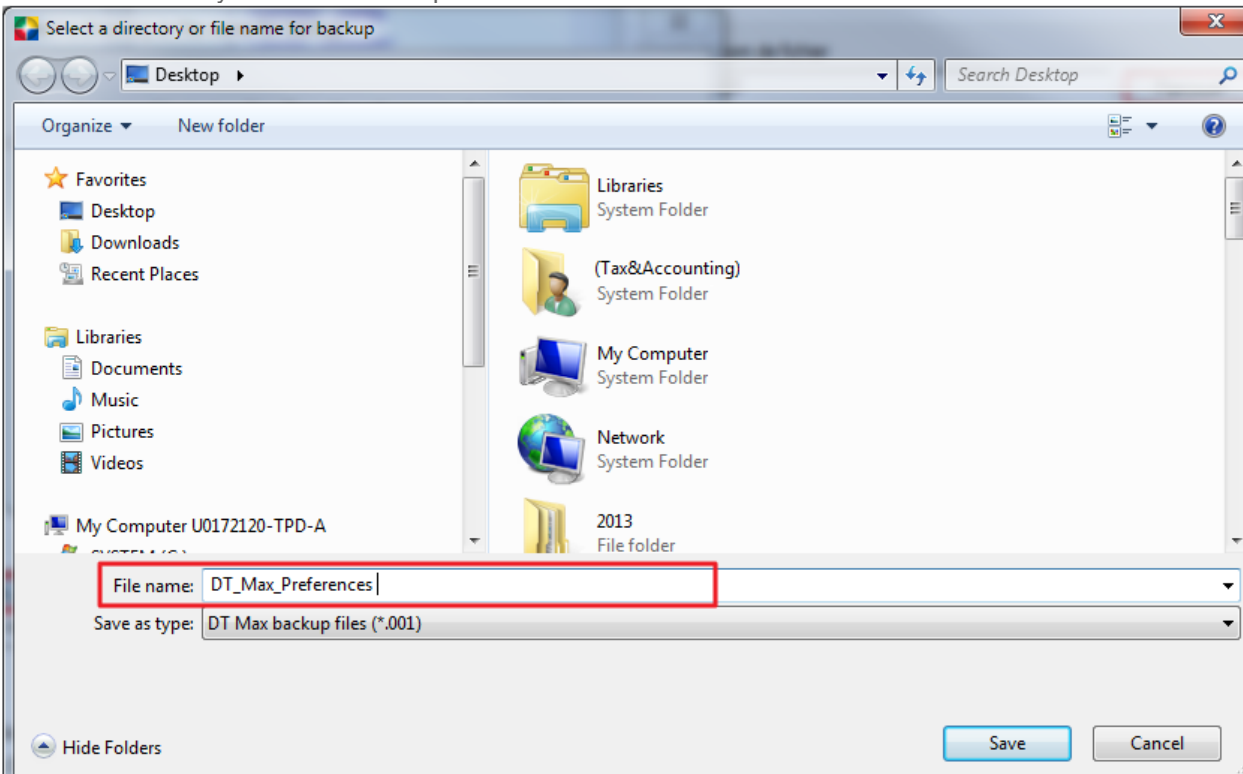 Select a directory or file name for backup
Desktop
Search Desktop
Organize
New folder
Favorites
Desktop
Downloads
Recent Places
Libraries
Documents
Music
Pictures
Videos
My Computer U0172120-TPD-A
Libraries
System Folder
(Tax&Accounting)
System Folder
My Computer
System Folder
Network
System Folder
2013
File folder
File name: DT_Max_Preferences
Save as type: DT Max backup files (*.001)
Hide Folders
Save
Cancel